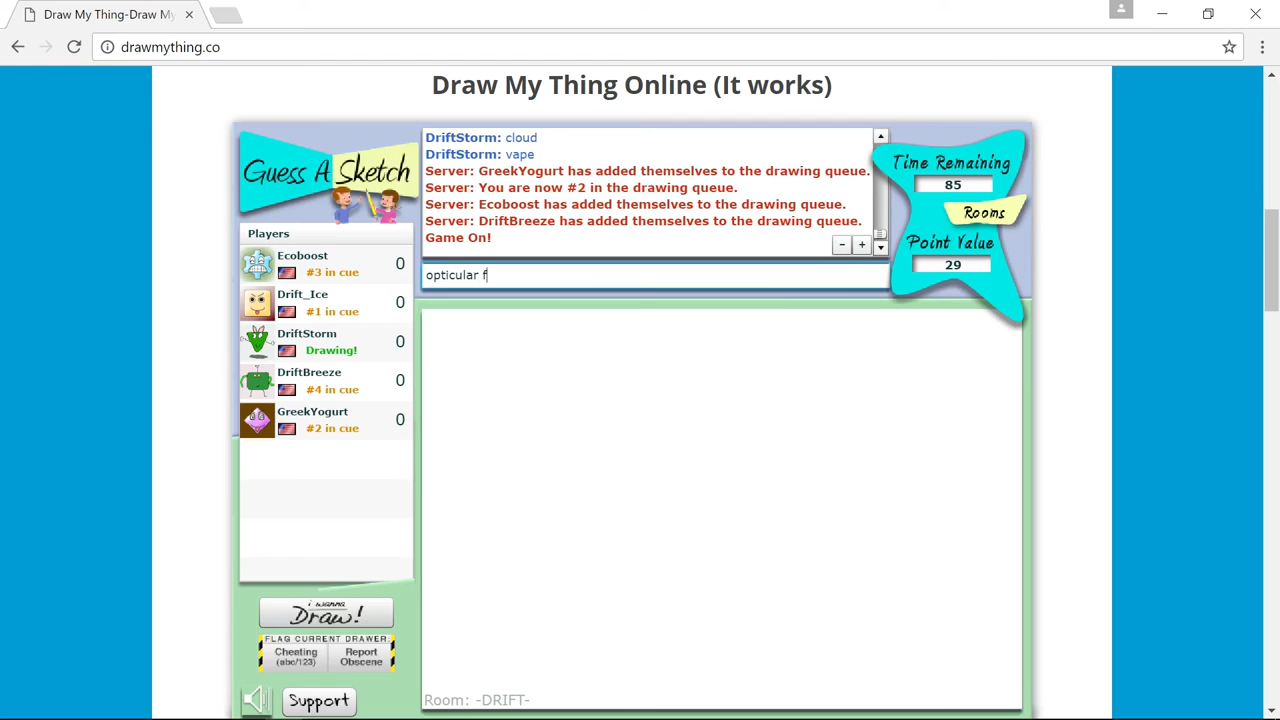 Draw My Thing-Draw My
drawmything.co
Draw My Thing Online (It works)
Guess A Sketch
DriftStorm: cloud
DriftStorm: vape
Server: GreekYogurt has added themselves to the drawing queue.
Server: You are now #2 in the drawing queue.
Server: Ecoboost has added themselves to the drawing queue.
Server: DriftBreeze has added themselves to the drawing queue.
Game On!
- +
opticular f
Time Remaining
85
Rooms
Point Value
29
Players
Ecoboost 0
#3 in cue
Drift_Ice 0
#1 in cue
DriftStorm 0
Drawing!
DriftBreeze 0
#4 in cue
GreekYogurt 0
#2 in cue
i wanna
Draw!
FLAG CURRENT DRAWER:
Cheating
(abc/123)
Report
Obscene
Support
Room: -DRIFT-